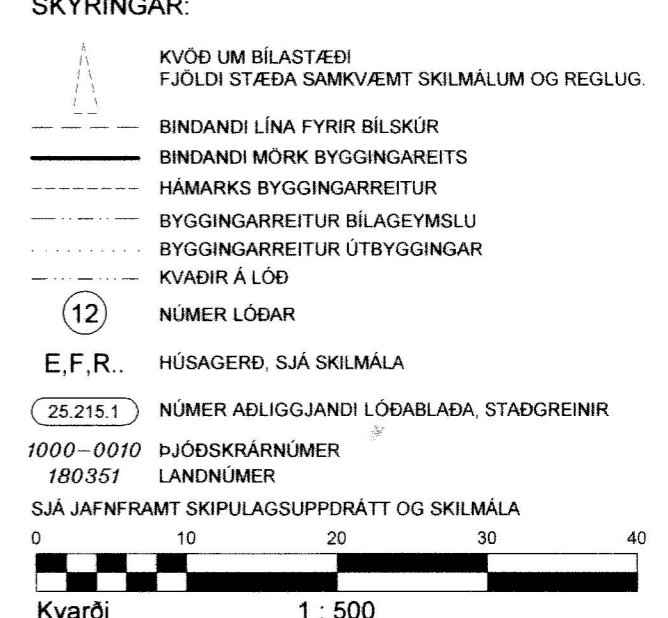 SKÝRINGAR:
KVÖÐ UM BÍLASTÆÐI
FJÖLDI STÆÐA SAMKVÆMT SKILMÁLUM OG REGLUG.
BINDANDI LÍNA FYRIR BÍLSKÚR
BINDANDI MÖRK BYGGINGAREITS
HÁMARKS BYGGINGARREITUR
BYGGINGARREITUR BÍLAGEYMSLU
BYGGINGARREITUR ÚTBYGGINGAR
KVAÐIR Á LÓÐ
12 NÚMER LÓÐAR
E,F,R.. HÚSAGERÐ, SJÁ SKILMÁLA
25.215.1 NÚMER AÐLIGGJANDI LÓÐABLAÐA, STAÐGREINIR
1000-0010 ÞJÓÐSKRÁRNÚMER
180351 LANDNÚMER
SJÁ JAFNFRAMT SKIPULAGSUPPDRÁTT OG SKILMÁLA
0 10 20 30 40
Kvarði 1 : 500